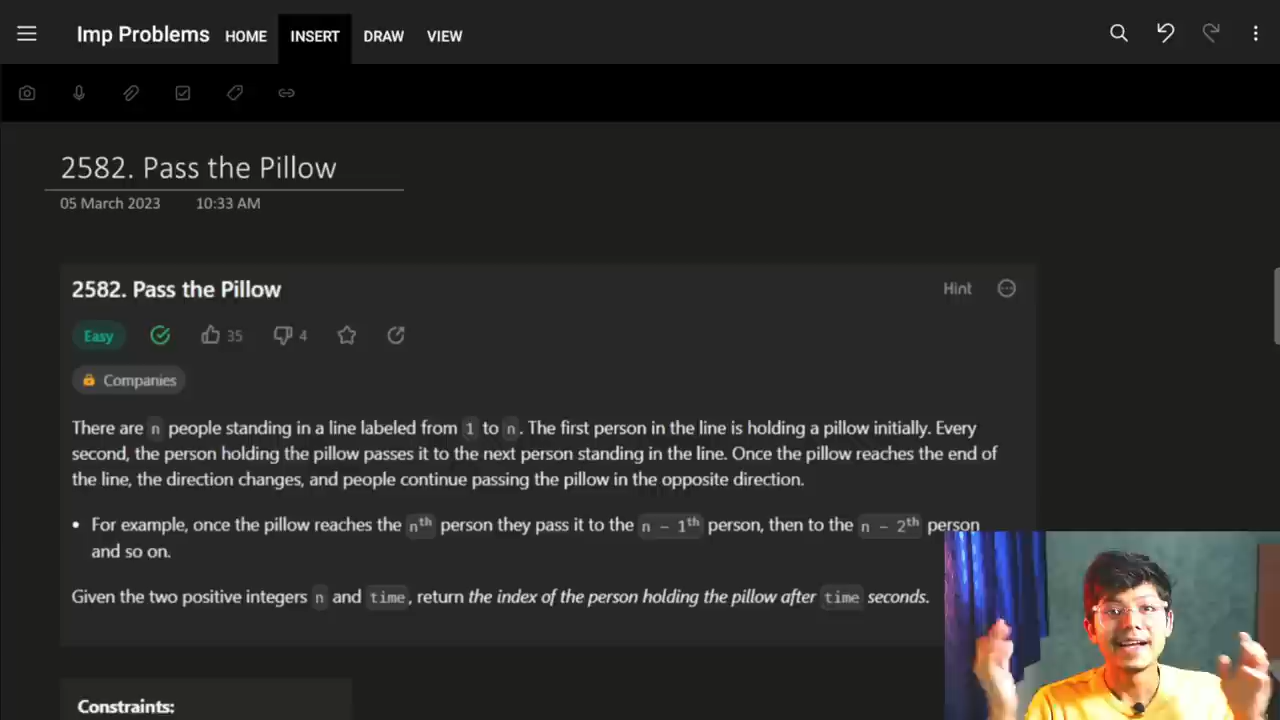 Imp Problems HOME INSERT DRAW VIEW
2582. Pass the Pillow
05 March 2023 10:33 AM
2582. Pass the Pillow Hint
Easy 35 4
Companies
There are n people standing in a line labeled from 1 to n. The first person in the line is holding a pillow initially. Every
second, the person holding the pillow passes it to the next person standing in the line. Once the pillow reaches the end of
the line, the direction changes, and people continue passing the pillow in the opposite direction.
• For example, once the pillow reaches the nth person they pass it to the n - 1th person, then to the n - 2th person
and so on.
Given the two positive integers n and time, return the index of the person holding the pillow after time seconds.
Constraints: